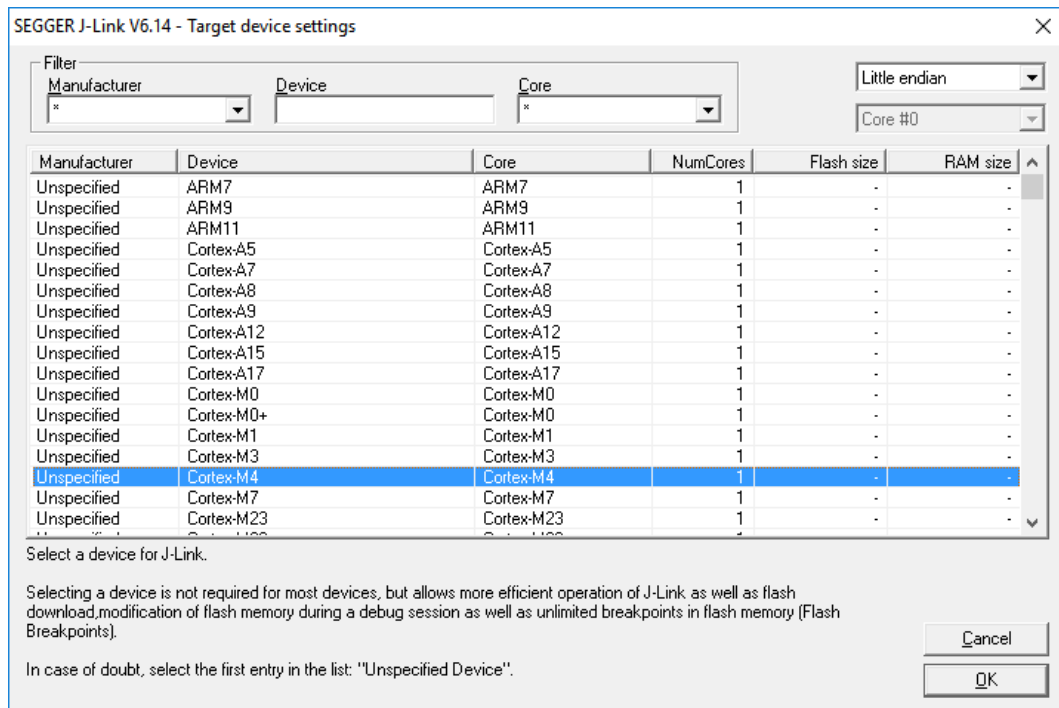 SEGGER J-Link V6.14 - Target device settings
Filter
Manufacturer Device Core
* *
Little endian
Core #0
Manufacturer Device Core NumCores Flash size RAM size
Unspecified ARM7 ARM7 1 - -
Unspecified ARM9 ARM9 1 - -
Unspecified ARM11 ARM11 1 - -
Unspecified Cortex-A5 Cortex-A5 1 - -
Unspecified Cortex-A7 Cortex-A7 1 - -
Unspecified Cortex-A8 Cortex-A8 1 - -
Unspecified Cortex-A9 Cortex-A9 1 - -
Unspecified Cortex-A12 Cortex-A12 1 - -
Unspecified Cortex-A15 Cortex-A15 1 - -
Unspecified Cortex-A17 Cortex-A17 1 - -
Unspecified Cortex-M0 Cortex-M0 1 - -
Unspecified Cortex-M0+ Cortex-M0 1 - -
Unspecified Cortex-M1 Cortex-M1 1 - -
Unspecified Cortex-M3 Cortex-M3 1 - -
Unspecified Cortex-M4 Cortex-M4 1 - -
Unspecified Cortex-M7 Cortex-M7 1 - -
Unspecified Cortex-M23 Cortex-M23 1 - -
Select a device for J-Link.
Selecting a device is not required for most devices, but allows more efficient operation of J-Link as well as flash
download,modification of flash memory during a debug session as well as unlimited breakpoints in flash memory (Flash
Breakpoints).
In case of doubt, select the first entry in the list: "Unspecified Device".
Cancel
OK